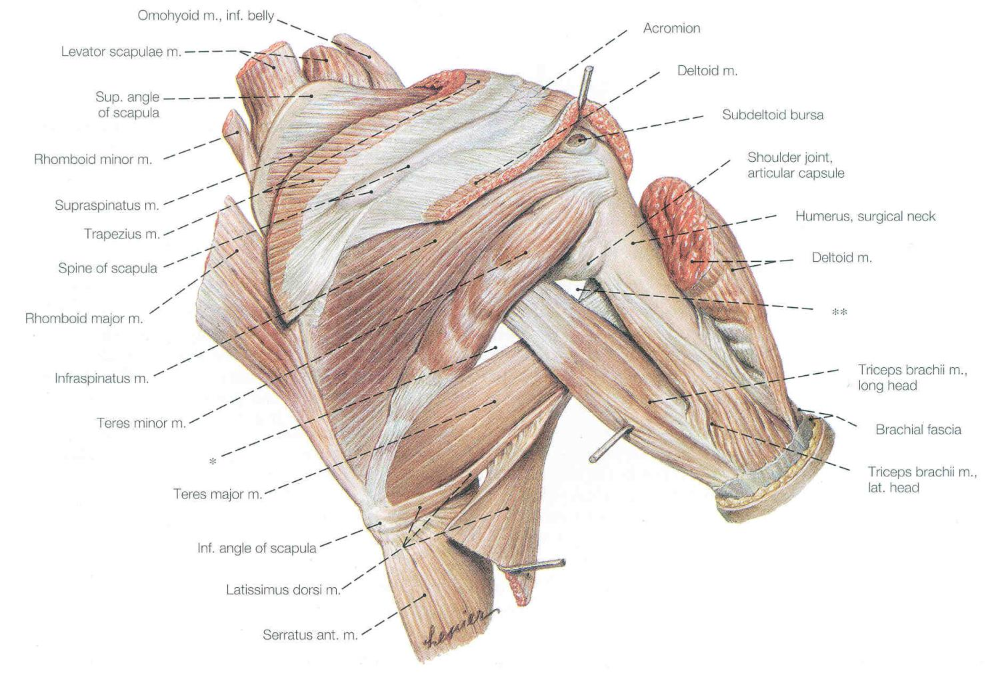 Omohyoid m., inf. belly
Levator scapulae m.
Sup. angle
of scapula
Rhomboid minor m.
Supraspinatus m.
Trapezius m.
Spine of scapula
Rhomboid major m.
Infraspinatus m.
Teres minor m.
*
Teres major m.
Inf. angle of scapula
Latissimus dorsi m.
Serratus ant. m.
Acromion
Deltoid m.
Subdeltoid bursa
Shoulder joint,
articular capsule
Humerus, surgical neck
Deltoid m.
**
Triceps brachii m.,
long head
Brachial fascia
Triceps brachii m.,
lat. head